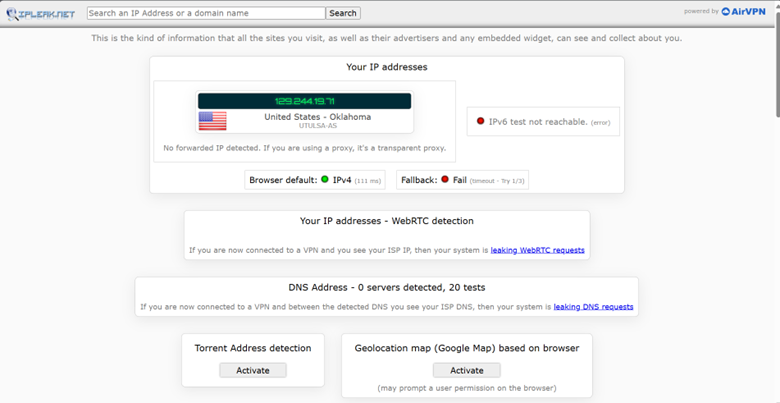 IPLEAK.NET
Search an IP Address or a domain name
Search
powered by AirVPN
This is the kind of information that all the sites you visit, as well as their advertisers and any embedded widget, can see and collect about you.
Your IP addresses
129.244.19.71
United States - Oklahoma
UTULSA-AS
No forwarded IP detected. If you are using a proxy, it's a transparent proxy.
IPv6 test not reachable. (error)
Browser default: IPv4 (111 ms)
Fallback: Fail (timeout - Try 1/3)
Your IP addresses - WebRTC detection
If you are now connected to a VPN and you see your ISP IP, then your system is leaking WebRTC requests
DNS Address - 0 servers detected, 20 tests
If you are now connected to a VPN and between the detected DNS you see your ISP DNS, then your system is leaking DNS requests
Torrent Address detection
Activate
Geolocation map (Google Map) based on browser
Activate
(may prompt a user permission on the browser)